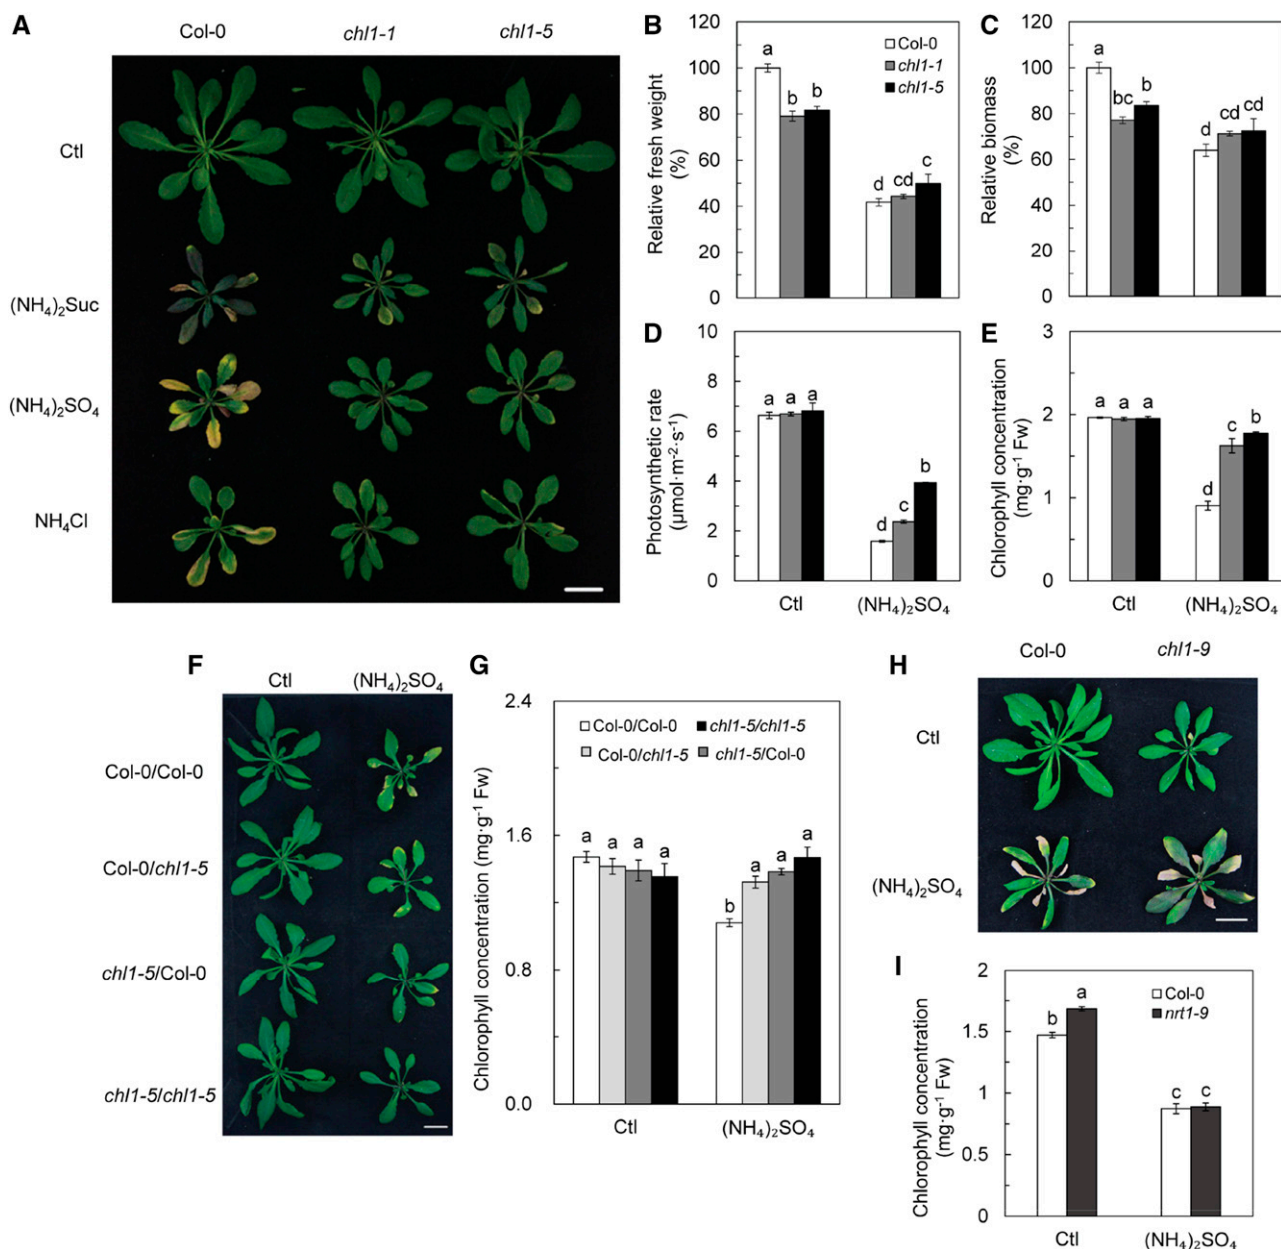 A
Col-0 chl1-1 chl1-5
Ctl
(NH₄)₂Suc
(NH₄)₂SO₄
NH₄Cl
B
Relative fresh weight
(%)
120
100
80
60
40
20
0
Col-0
chl1-1
chl1-5
a b b d cd c
C
Relative biomass
(%)
120
100
80
60
40
20
0
a bc b d cd cd
D
Photosynthetic rate
(μmol·m⁻²·s⁻¹)
10
8
6
4
2
0
a a a d c b
Ctl (NH₄)₂SO₄
E
Chlorophyll concentration
(mg·g⁻¹ Fw)
3
2
1
0
a a a d c b
Ctl (NH₄)₂SO₄
F
Ctl (NH₄)₂SO₄
Col-0/Col-0
Col-0/chl1-5
chl1-5/Col-0
chl1-5/chl1-5
G
Chlorophyll concentration (mg·g⁻¹ Fw)
2.4
1.6
0.8
0.0
Col-0/Col-0 chl1-5/chl1-5
Col-0/chl1-5 chl1-5/Col-0
a a a a b a a a
Ctl (NH₄)₂SO₄
H
Col-0 chl1-9
Ctl
(NH₄)₂SO₄
I
Chlorophyll concentration
(mg·g⁻¹ Fw)
2
1.5
1
0.5
0
Col-0
nrt1-9
b a c c
Ctl (NH₄)₂SO₄